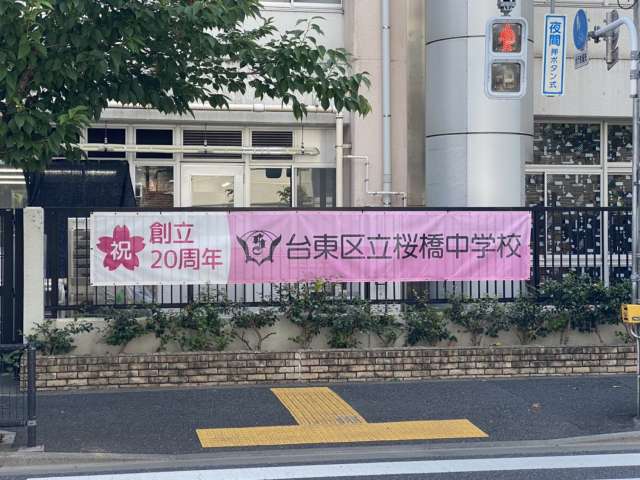 夜間
押ボタン式
祝
創立
20周年
台東区立桜橋中学校